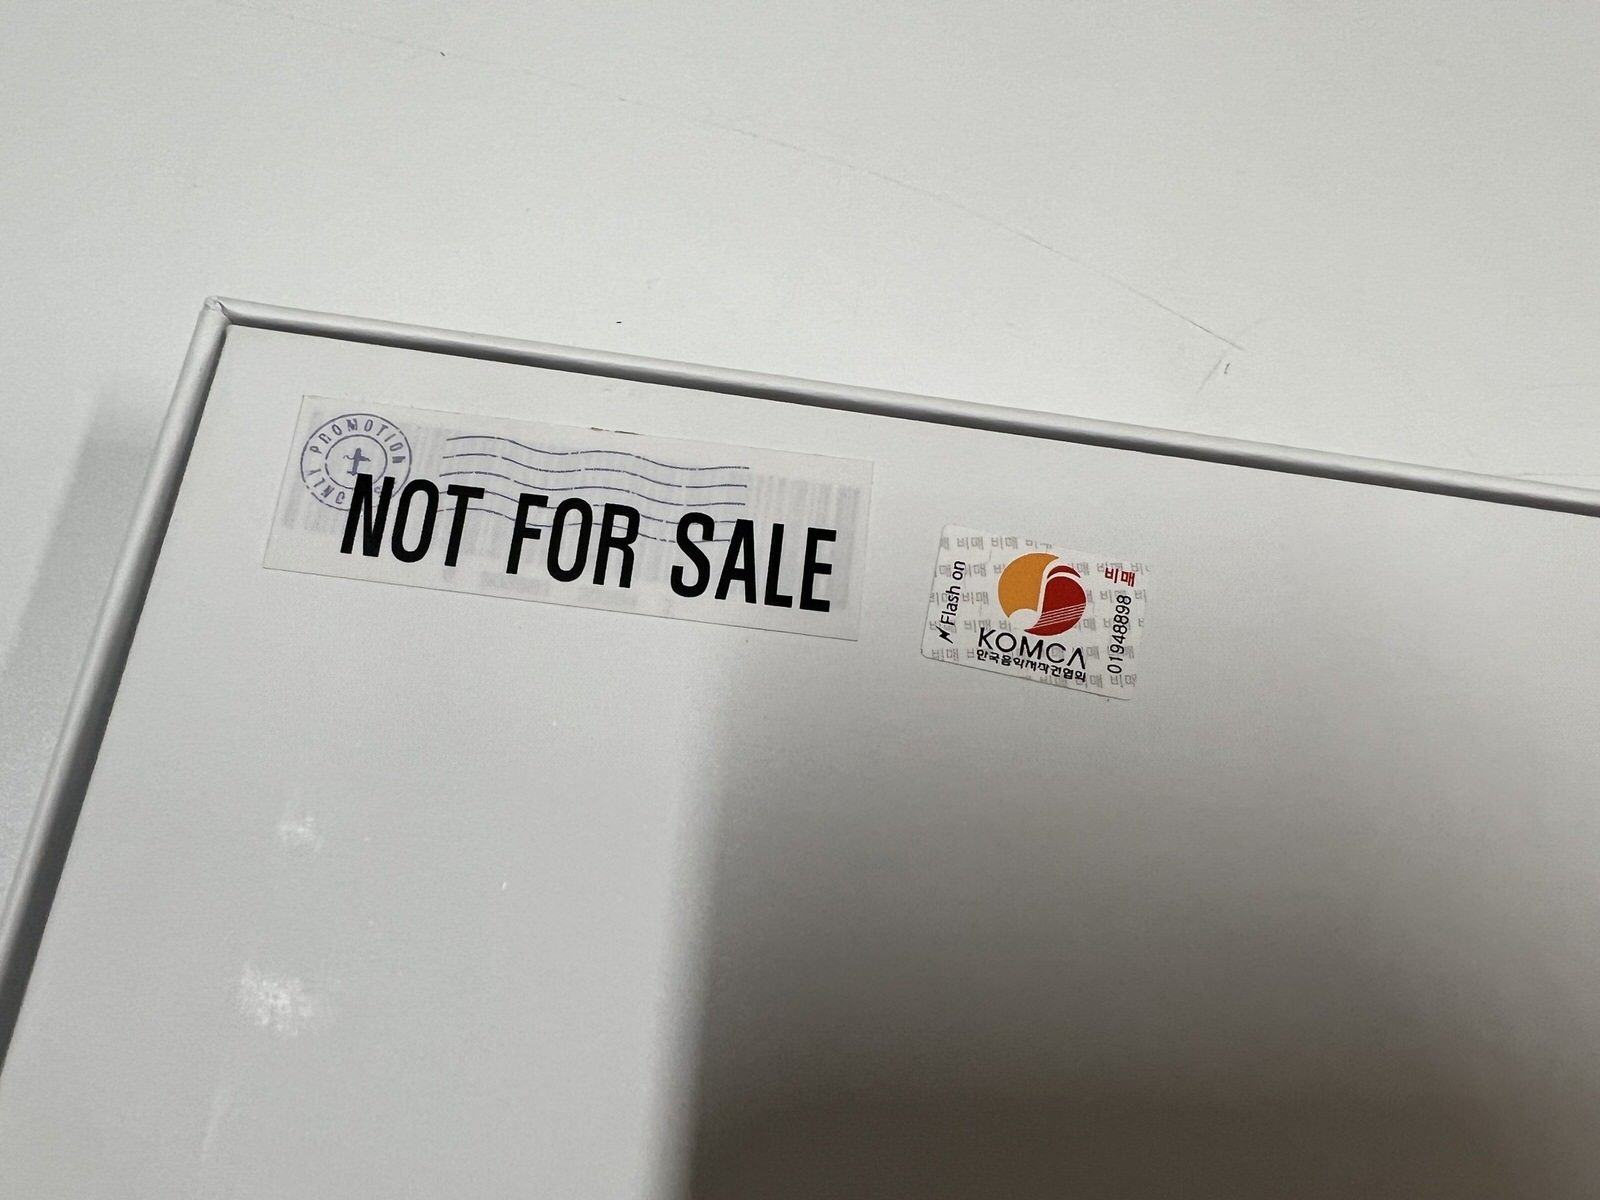 ONLY PROMOTION
NOT FOR SALE
Flash on
비매
01948898
KOMCA
한국음악저작권협회